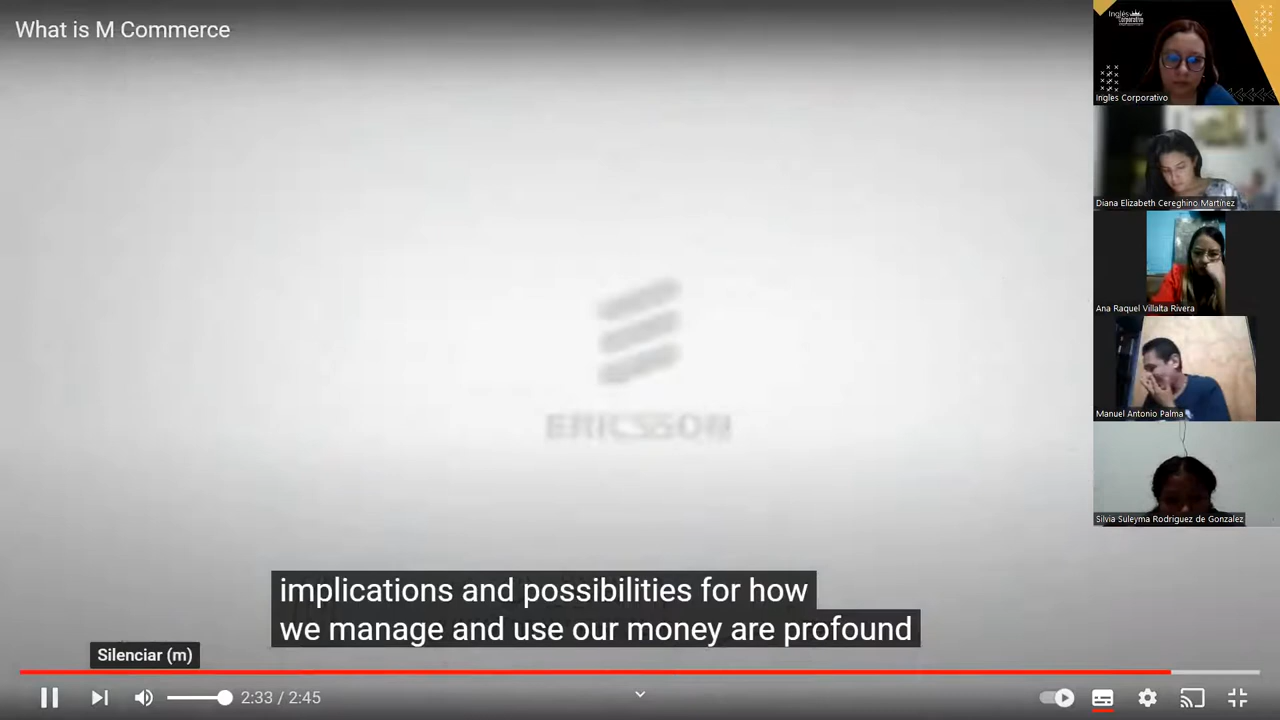 What is M Commerce
Inglés
Corporativo
Ingles Corporativo
Diana Elizabeth Cereghino Martinez
Ana Raquel Villalta Rivera
Manuel Antonio Palma
Silvia Suleyma Rodriguez de Gonzalez
ERICSSON
implications and possibilities for how
we manage and use our money are profound
Silenciar (m)
2:33 / 2:45